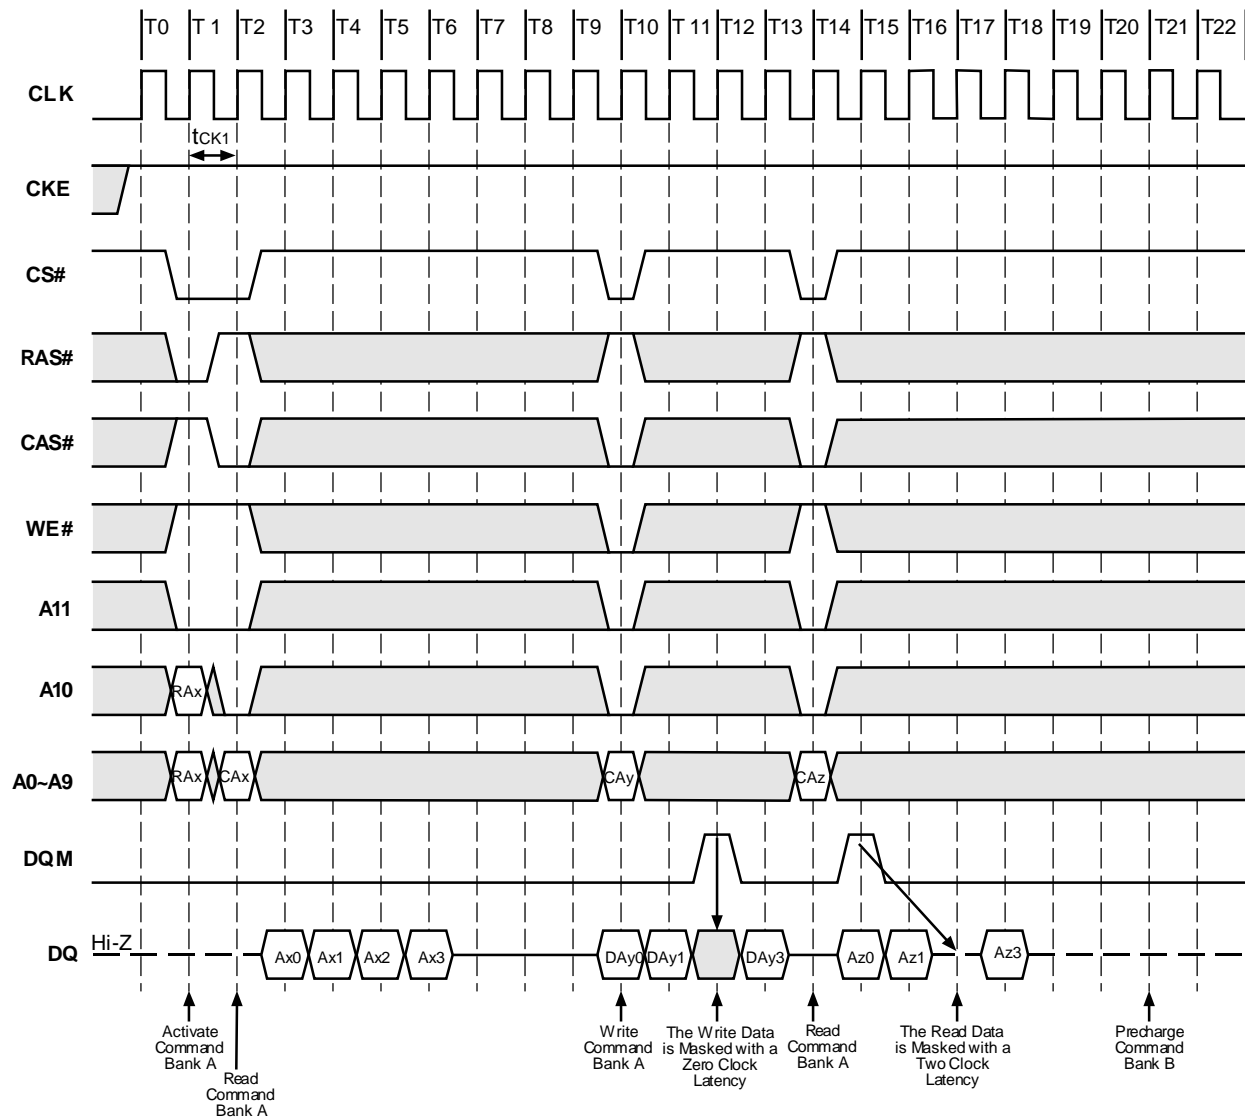 T0 T 1 T2 T3 T4 T5 T6 T7 T8 T9 T10 T 11 T12 T13 T14 T15 T16 T17 T18 T19 T20 T21 T22
CLK
tCK1
CKE
CS#
RAS#
CAS#
WE#
A11
A10
RAx
A0~A9
RAx CAx CAy CAz
DQM
DQ
Hi-Z
Ax0 Ax1 Ax2 Ax3 DAy0 DAy1 DAy3 Az0 Az1 Az3
Activate
Command
Bank A
Read
Command
Bank A
Write
Command
Bank A
The Write Data
is Masked with a
Zero Clock
Latency
Read
Command
Bank A
The Read Data
is Masked with a
Two Clock
Latency
Precharge
Command
Bank B